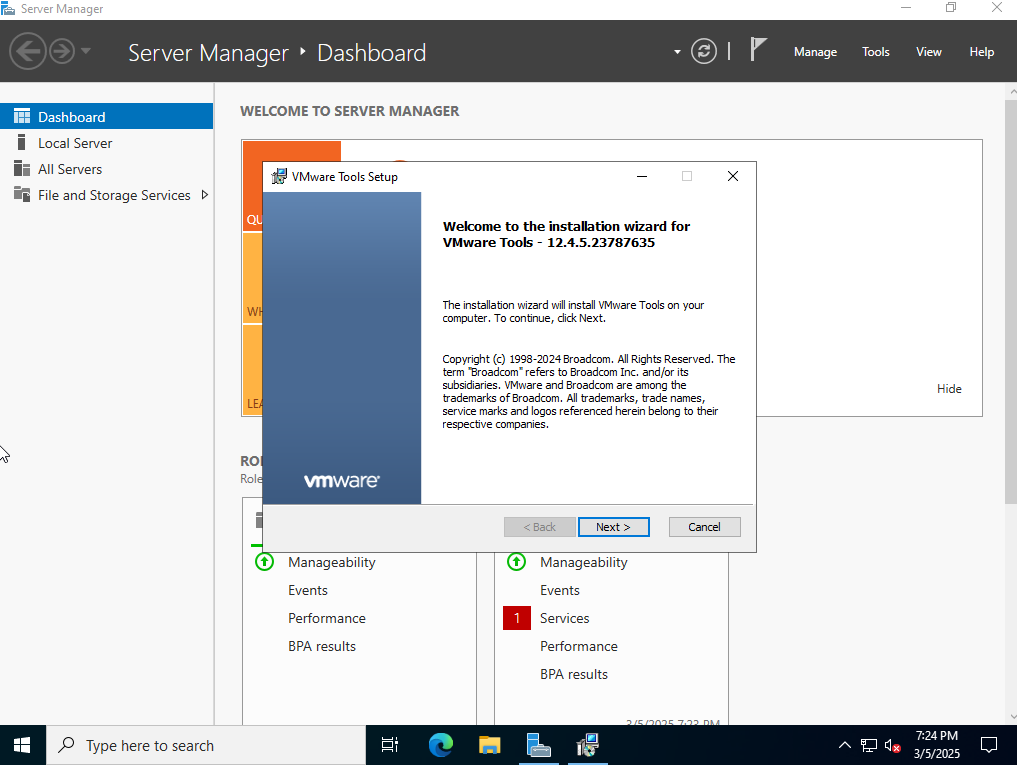 Server Manager
Server Manager ‣ Dashboard
Manage
Tools
View
Help
Dashboard
Local Server
All Servers
File and Storage Services
WELCOME TO SERVER MANAGER
Hide
VMware Tools Setup
Welcome to the installation wizard for
VMware Tools - 12.4.5.23787635
The installation wizard will install VMware Tools on your
computer. To continue, click Next.
Copyright (c) 1998-2024 Broadcom. All Rights Reserved. The
term "Broadcom" refers to Broadcom Inc. and/or its
subsidiaries. VMware and Broadcom are among the
trademarks of Broadcom. All trademarks, trade names,
service marks and logos referenced herein belong to their
respective companies.
vmware®
< Back
Next >
Cancel
Manageability
Events
Performance
BPA results
Manageability
Events
1 Services
Performance
BPA results
3/5/2025 7:23 PM
Type here to search
7:24 PM
3/5/2025